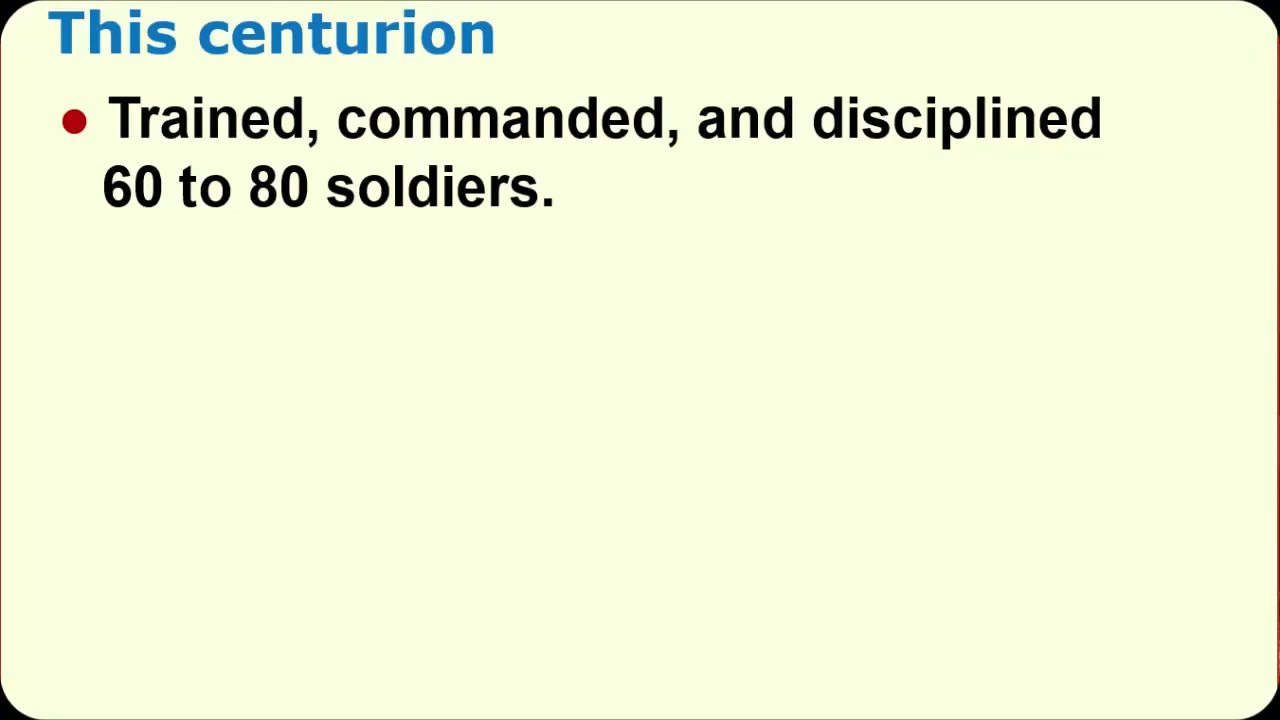 This centurion
● Trained, commanded, and disciplined
60 to 80 soldiers.